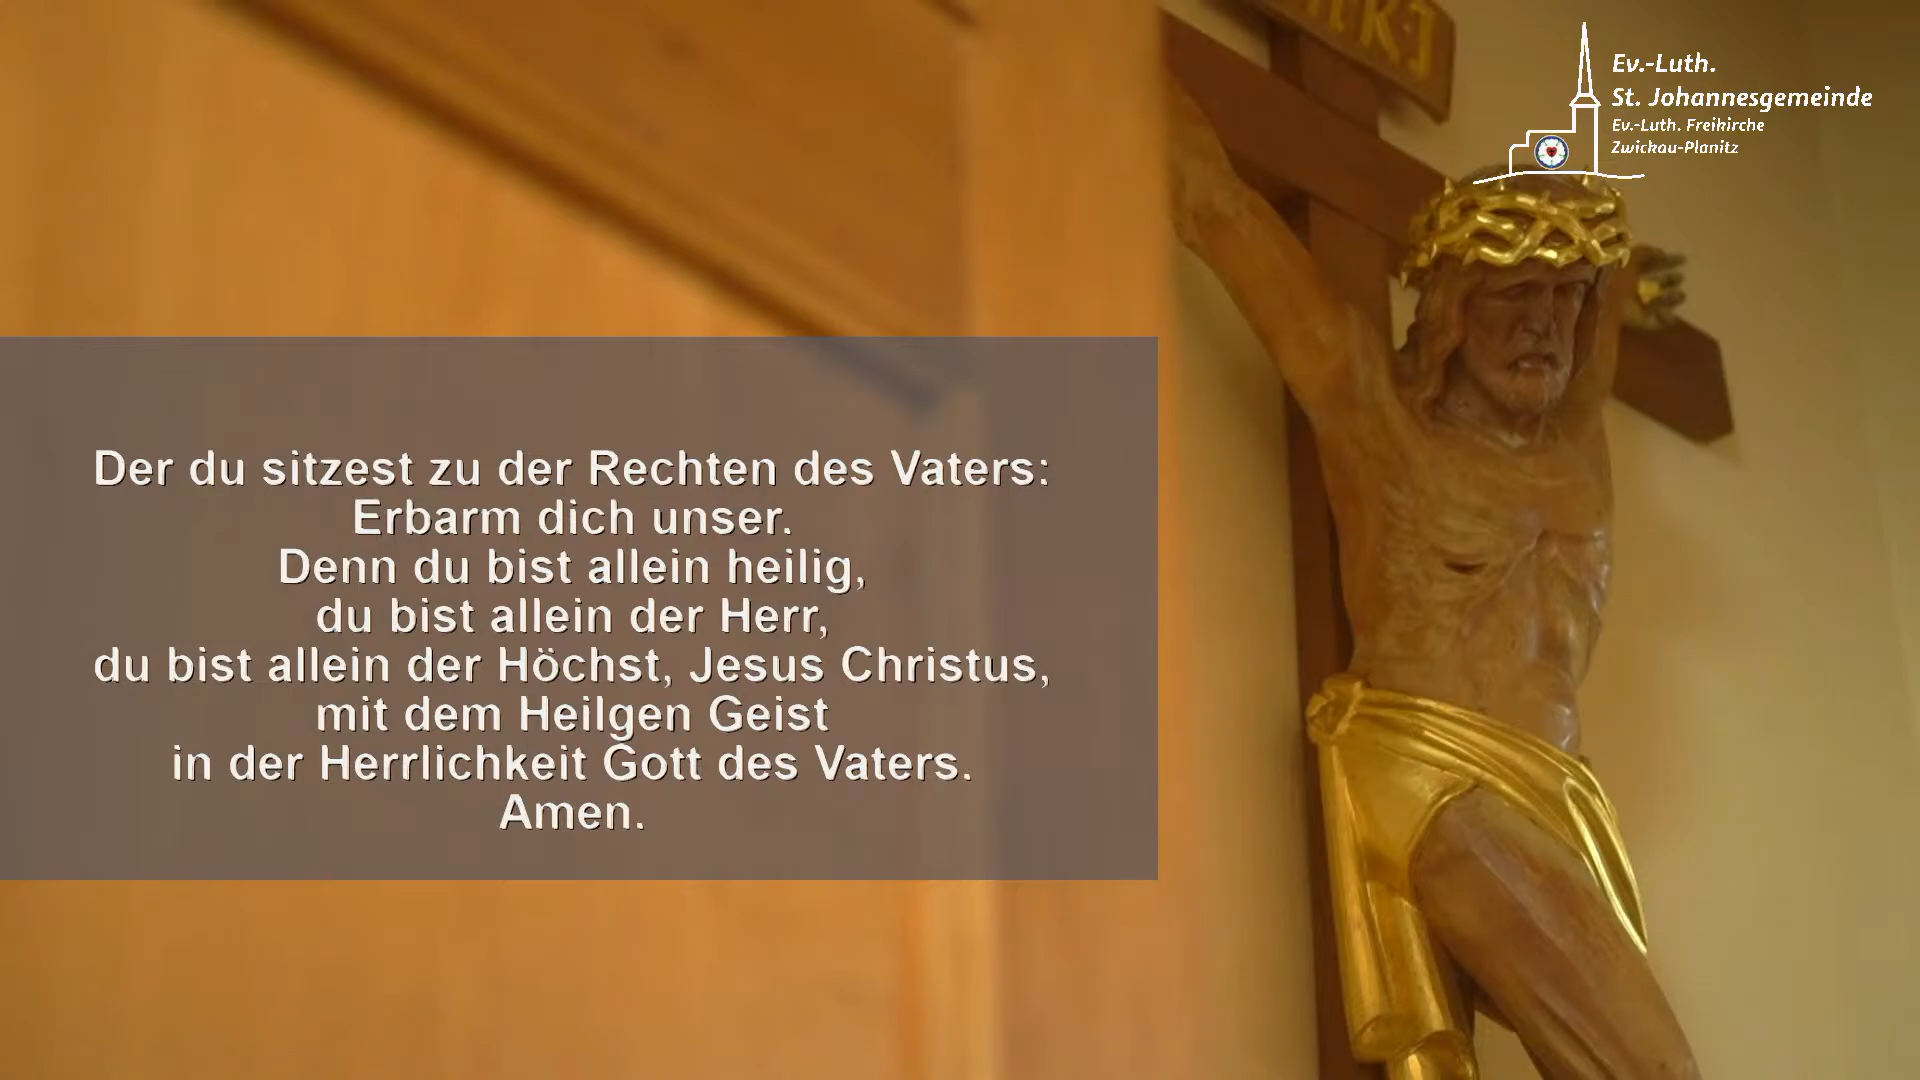 Ev.-Luth.
St. Johannesgemeinde
Ev.-Luth. Freikirche
Zwickau-Planitz
Der du sitzest zu der Rechten des Vaters:
Erbarm dich unser.
Denn du bist allein heilig,
du bist allein der Herr,
du bist allein der Höchst, Jesus Christus,
mit dem Heilgen Geist
in der Herrlichkeit Gott des Vaters.
Amen.